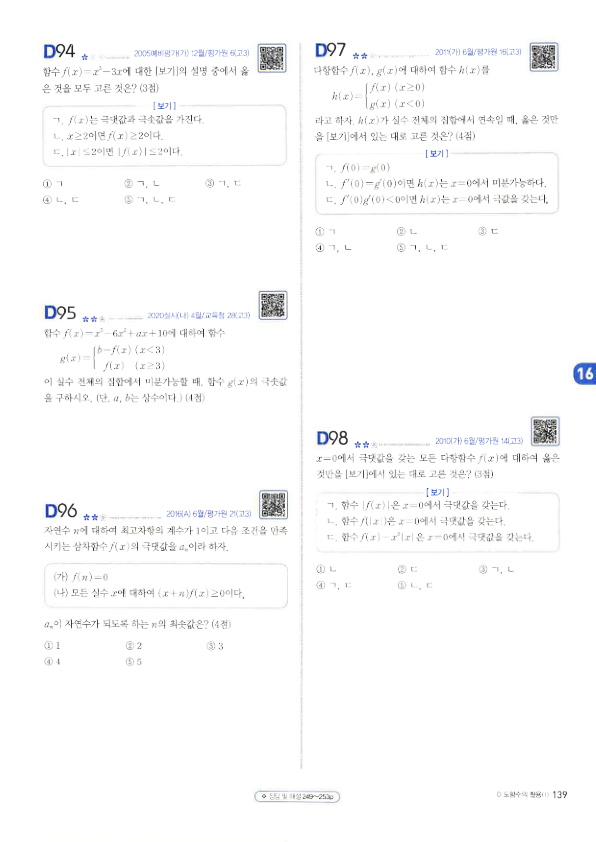 D94
2005예비평가(가) 12월/평가원 6(고3)
함수 f(x)=x³-3x에 대한 [보기]의 설명 중에서 옳
은 것을 모두 고른 것은? (3점)
[보기]
ㄱ. f(x)는 극댓값과 극솟값을 가진다.
ㄴ. x≥2이면 f(x)≥2이다.
ㄷ. |x|≤2이면 |f(x)|≤2이다.
① ㄱ ② ㄱ, ㄴ ③ ㄱ, ㄷ
④ ㄴ, ㄷ ⑤ ㄱ, ㄴ, ㄷ
D95
2020실시(나) 4월/교육청 28(고3)
함수 f(x)=x³-6x²+ax+10에 대하여 함수
g(x)={b-f(x) (x<3)
f(x) (x≥3)
이 실수 전체의 집합에서 미분가능할 때, 함수 g(x)의 극솟값
을 구하시오. (단, a, b는 상수이다.) (4점)
D96
2016(A) 6월/평가원 21(고3)
자연수 n에 대하여 최고차항의 계수가 1이고 다음 조건을 만족
시키는 삼차함수 f(x)의 극댓값을 aₙ이라 하자.
(가) f(n)=0
(나) 모든 실수 x에 대하여 (x+n)f(x)≥0이다.
aₙ이 자연수가 되도록 하는 n의 최솟값은? (4점)
① 1 ② 2 ③ 3
④ 4 ⑤ 5
D97
2011(가) 6월/평가원 16(고3)
다항함수 f(x), g(x)에 대하여 함수 h(x)를
h(x)={f(x) (x≥0)
g(x) (x<0)
라고 하자. h(x)가 실수 전체의 집합에서 연속일 때, 옳은 것만
을 [보기]에서 있는 대로 고른 것은? (4점)
[보기]
ㄱ. f(0)=g(0)
ㄴ. f'(0)=g'(0)이면 h(x)는 x=0에서 미분가능하다.
ㄷ. f'(0)g'(0)<0이면 h(x)는 x=0에서 극값을 갖는다.
① ㄱ ② ㄴ ③ ㄷ
④ ㄱ, ㄴ ⑤ ㄱ, ㄴ, ㄷ
16
D98
2010(가) 6월/평가원 14(고3)
x=0에서 극댓값을 갖는 모든 다항함수 f(x)에 대하여 옳은
것만을 [보기]에서 있는 대로 고른 것은? (3점)
[보기]
ㄱ. 함수 |f(x)|은 x=0에서 극댓값을 갖는다.
ㄴ. 함수 f(|x|)은 x=0에서 극댓값을 갖는다.
ㄷ. 함수 f(x)-x²|x|은 x=0에서 극댓값을 갖는다.
① ㄴ ② ㄷ ③ ㄱ, ㄴ
④ ㄱ, ㄷ ⑤ ㄴ, ㄷ
정답 및 해설 249~253p
D 도함수의 활용(1) 139